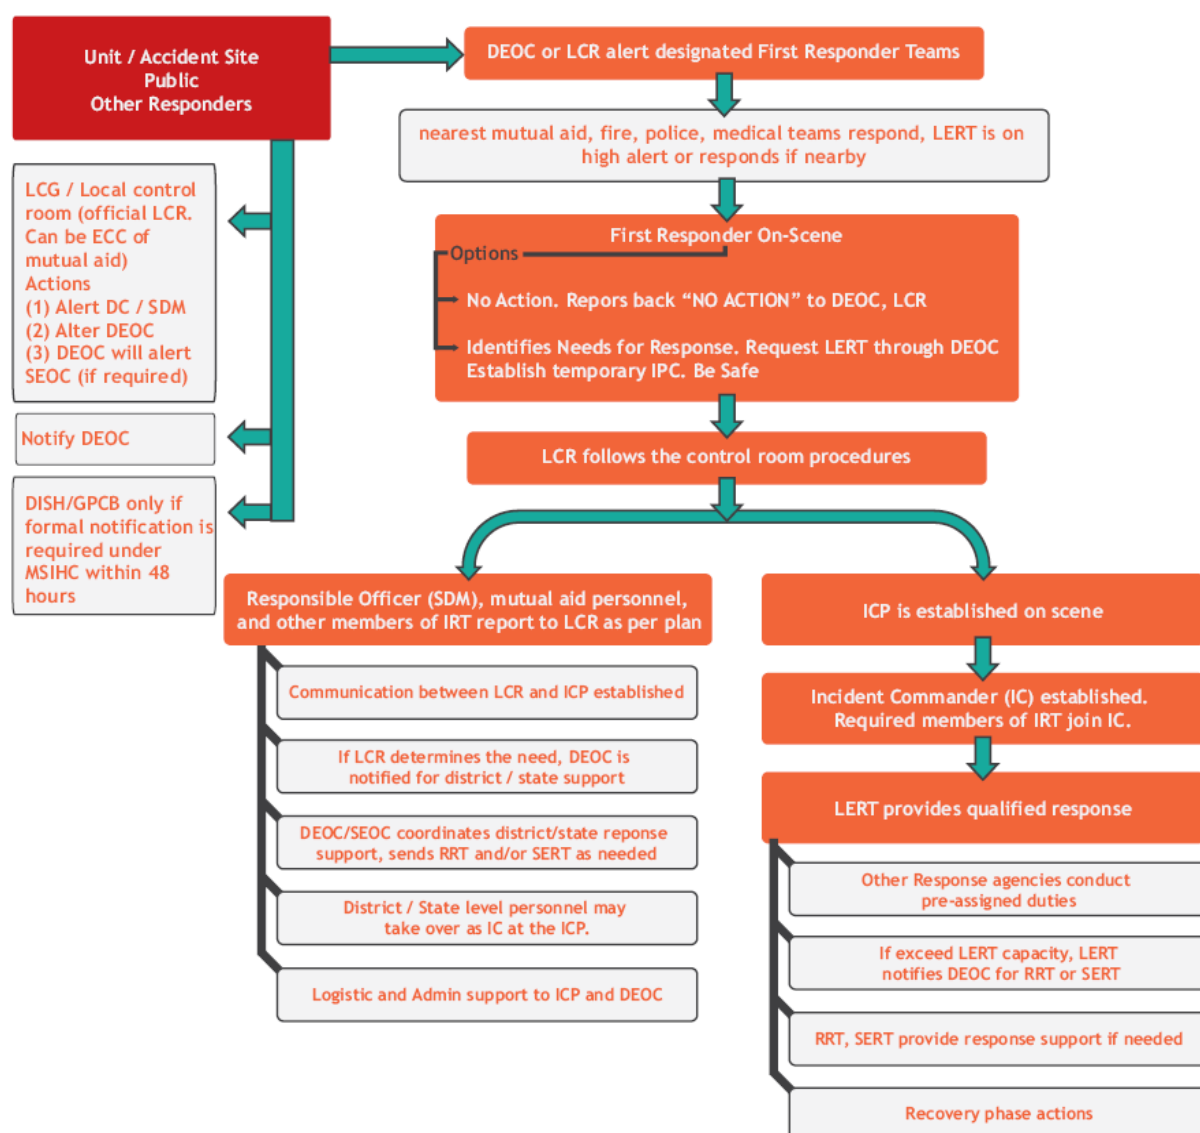 Unit / Accident Site
Public
Other Responders
DEOC or LCR alert designated First Responder Teams
nearest mutual aid, fire, police, medical teams respond, LERT is on
high alert or responds if nearby
LCG / Local control
room (official LCR.
Can be ECC of
mutual aid)
Actions
(1) Alert DC / SDM
(2) Alter DEOC
(3) DEOC will alert
SEOC (if required)
Notify DEOC
DISH/GPCB only if
formal notification is
required under
MSIHC within 48
hours
First Responder On-Scene
Options
No Action. Repors back “NO ACTION” to DEOC, LCR
Identifies Needs for Response. Request LERT through DEOC
Establish temporary IPC. Be Safe
LCR follows the control room procedures
Responsible Officer (SDM), mutual aid personnel,
and other members of IRT report to LCR as per plan
Communication between LCR and ICP established
If LCR determines the need, DEOC is
notified for district / state support
DEOC/SEOC coordinates district/state reponse
support, sends RRT and/or SERT as needed
District / State level personnel may
take over as IC at the ICP.
Logistic and Admin support to ICP and DEOC
ICP is established on scene
Incident Commander (IC) established.
Required members of IRT join IC.
LERT provides qualified response
Other Response agencies conduct
pre-assigned duties
If exceed LERT capacity, LERT
notifies DEOC for RRT or SERT
RRT, SERT provide response support if needed
Recovery phase actions